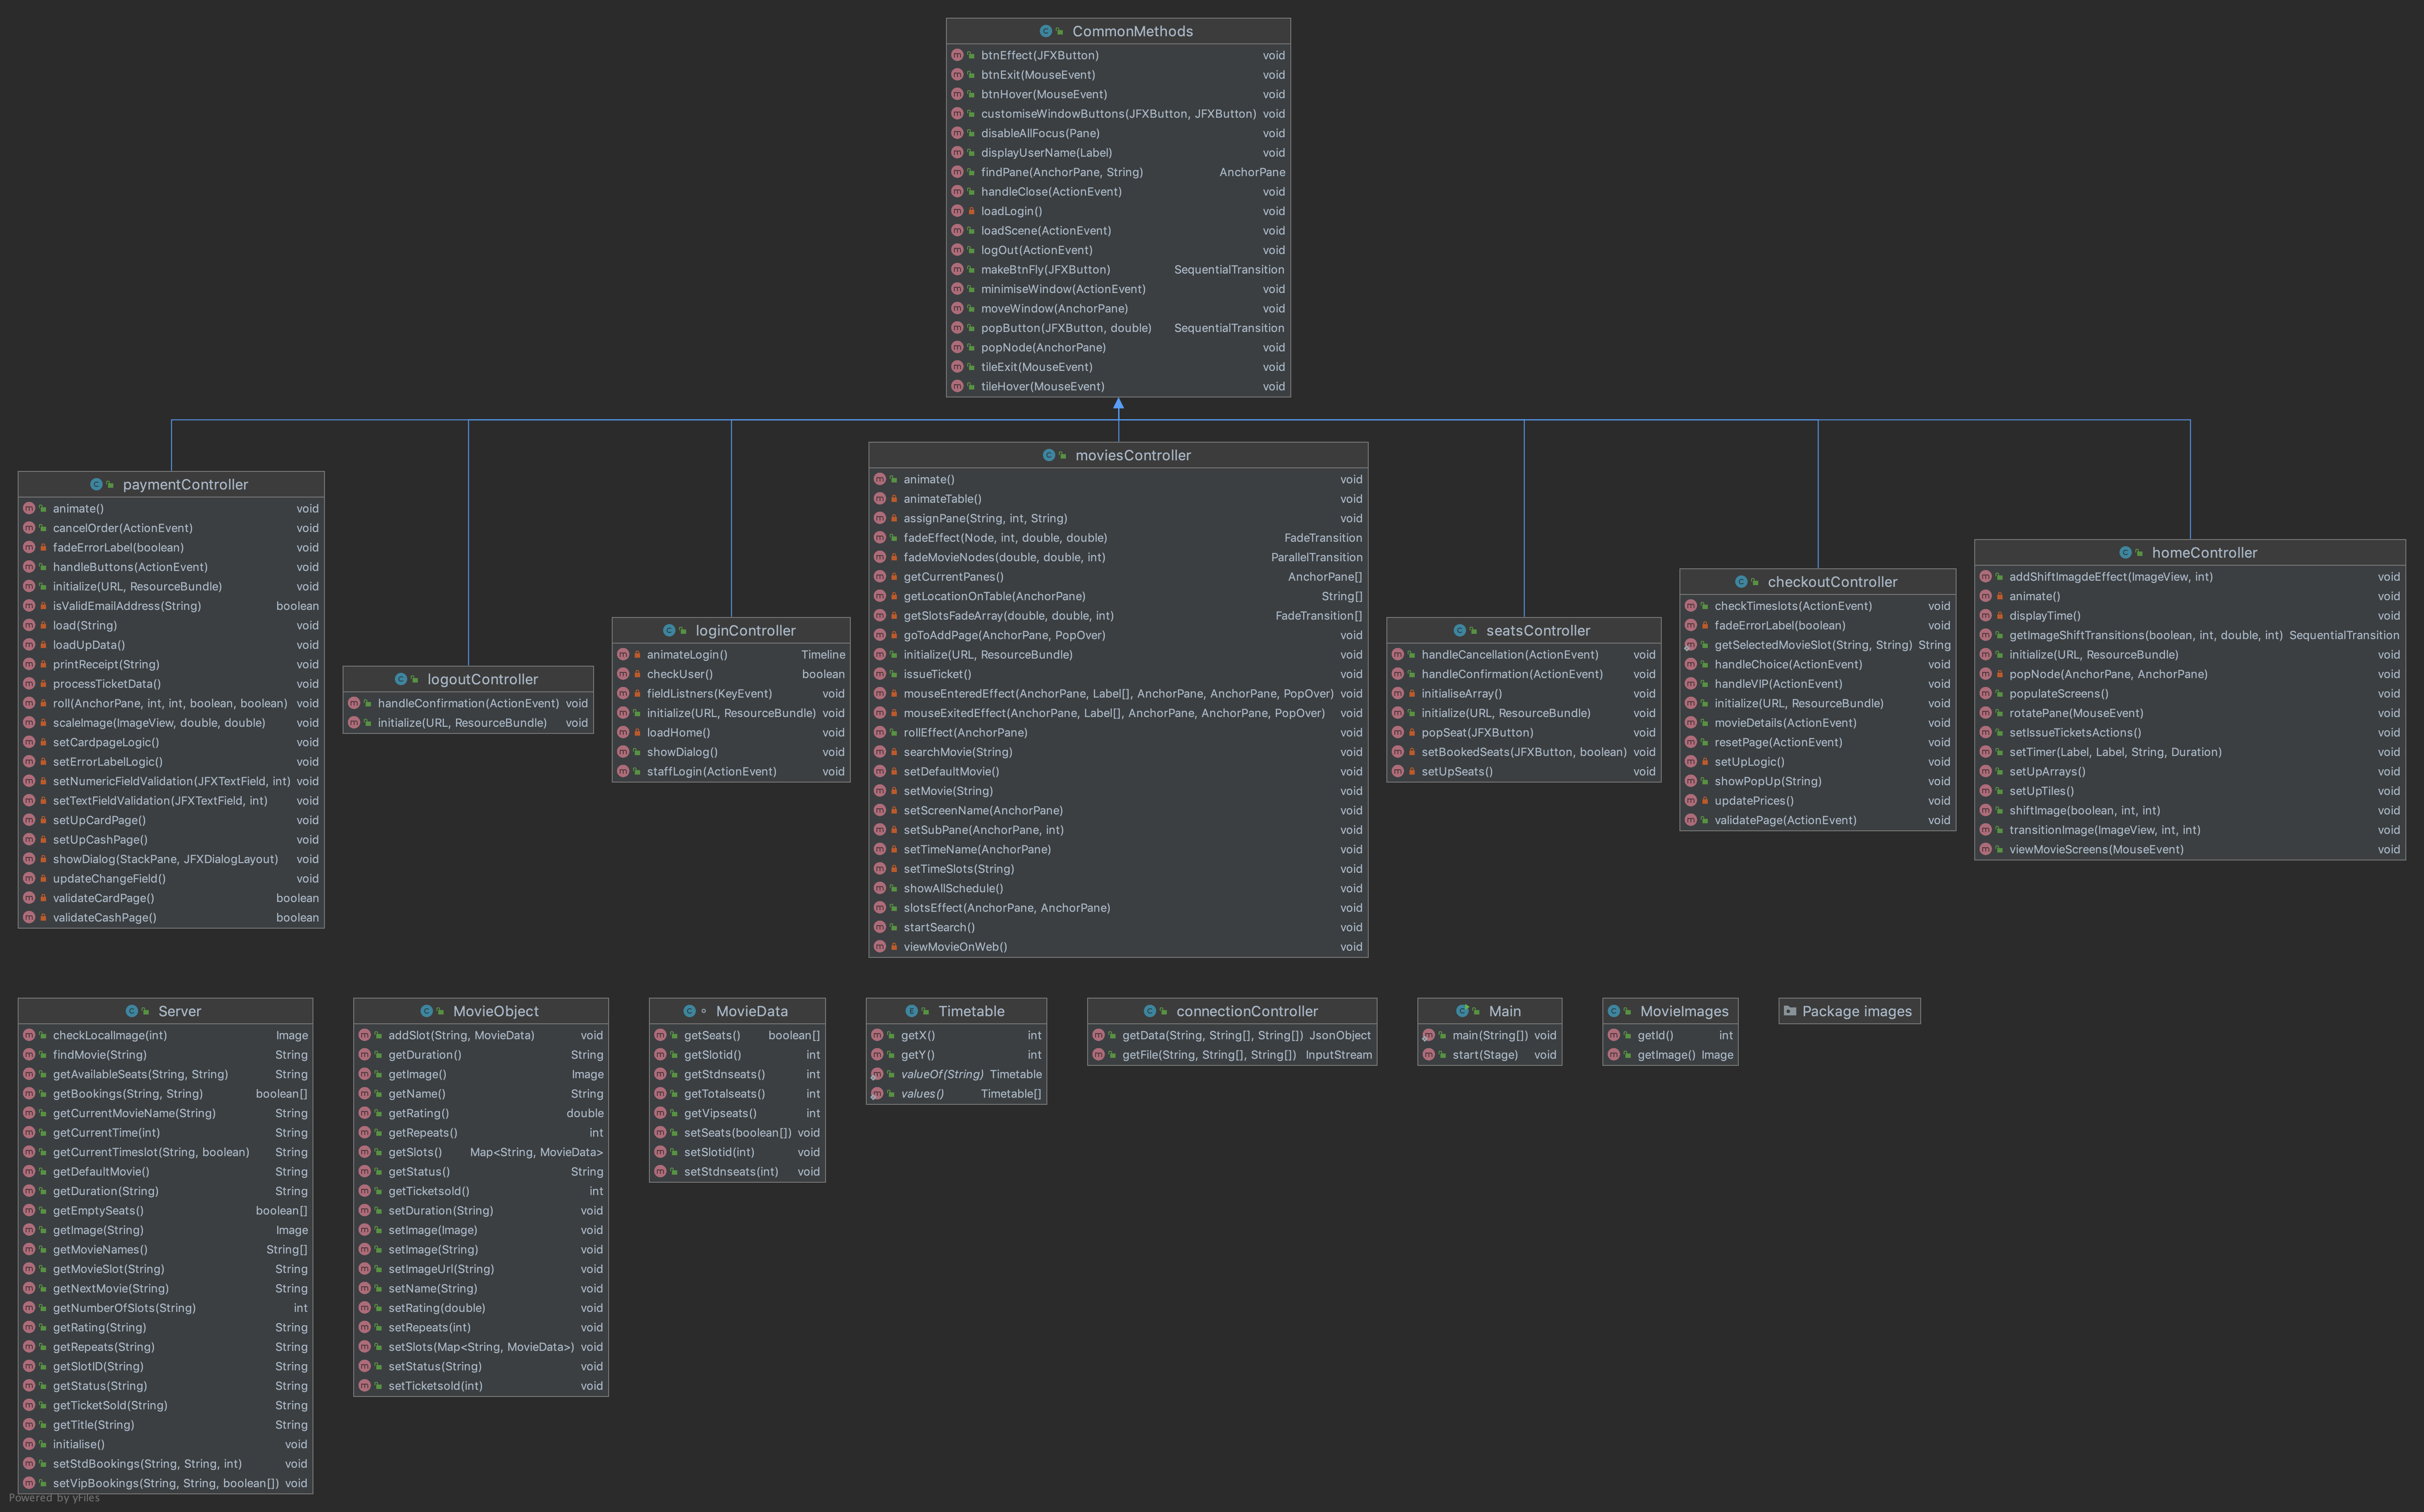 CommonMethods
btnEffect(JFXButton) void
btnExit(MouseEvent) void
btnHover(MouseEvent) void
customiseWindowButtons(JFXButton, JFXButton) void
disableAllFocus(Pane) void
displayUserName(Label) void
findPane(AnchorPane, String) AnchorPane
handleClose(ActionEvent) void
loadLogin() void
loadScene(ActionEvent) void
logOut(ActionEvent) void
makeBtnFly(JFXButton) SequentialTransition
minimiseWindow(ActionEvent) void
moveWindow(AnchorPane) void
popButton(JFXButton, double) SequentialTransition
popNode(AnchorPane) void
tileExit(MouseEvent) void
tileHover(MouseEvent) void
paymentController
animate() void
cancelOrder(ActionEvent) void
fadeErrorLabel(boolean) void
handleButtons(ActionEvent) void
initialize(URL, ResourceBundle) void
isValidEmailAddress(String) boolean
load(String) void
loadUpData() void
printReceipt(String) void
processTicketData() void
roll(AnchorPane, int, int, boolean, boolean) void
scaleImage(ImageView, double, double) void
setCardpageLogic() void
setErrorLabelLogic() void
setNumericFieldValidation(JFXTextField, int) void
setTextFieldValidation(JFXTextField, int) void
setUpCardPage() void
setUpCashPage() void
showDialog(StackPane, JFXDialogLayout) void
updateChangeField() void
validateCardPage() boolean
validateCashPage() boolean
logoutController
handleConfirmation(ActionEvent) void
initialize(URL, ResourceBundle) void
loginController
animateLogin() Timeline
checkUser() boolean
fieldListners(KeyEvent) void
initialize(URL, ResourceBundle) void
loadHome() void
showDialog() void
staffLogin(ActionEvent) void
moviesController
animate() void
animateTable() void
assignPane(String, int, String) void
fadeEffect(Node, int, double, double) FadeTransition
fadeMovieNodes(double, double, int) ParallelTransition
getCurrentPanes() AnchorPane[]
getLocationOnTable(AnchorPane) String[]
getSlotsFadeArray(double, double, int) FadeTransition[]
goToAddPage(AnchorPane, PopOver) void
initialize(URL, ResourceBundle) void
issueTicket() void
mouseEnteredEffect(AnchorPane, Label[], AnchorPane, AnchorPane, PopOver) void
mouseExitedEffect(AnchorPane, Label[], AnchorPane, AnchorPane, PopOver) void
rollEffect(AnchorPane) void
searchMovie(String) void
setDefaultMovie() void
setMovie(String) void
setScreenName(AnchorPane) void
setSubPane(AnchorPane, int) void
setTimeName(AnchorPane) void
setTimeSlots(String) void
showAllSchedule() void
slotsEffect(AnchorPane, AnchorPane) void
startSearch() void
viewMovieOnWeb() void
seatsController
handleCancellation(ActionEvent) void
handleConfirmation(ActionEvent) void
initialiseArray() void
initialize(URL, ResourceBundle) void
popSeat(JFXButton) void
setBookedSeats(JFXButton, boolean) void
setUpSeats() void
checkoutController
checkTimeslots(ActionEvent) void
fadeErrorLabel(boolean) void
getSelectedMovieSlot(String, String) String
handleChoice(ActionEvent) void
handleVIP(ActionEvent) void
initialize(URL, ResourceBundle) void
movieDetails(ActionEvent) void
resetPage(ActionEvent) void
setUpLogic() void
showPopUp(String) void
updatePrices() void
validatePage(ActionEvent) void
homeController
addShiftImagdeEffect(ImageView, int) void
animate() void
displayTime() void
getImageShiftTransitions(boolean, int, double, int) SequentialTransition
initialize(URL, ResourceBundle) void
popNode(AnchorPane, AnchorPane) void
populateScreens() void
rotatePane(MouseEvent) void
setIssueTicketsActions() void
setTimer(Label, Label, String, Duration) void
setUpArrays() void
setUpTiles() void
shiftImage(boolean, int, int) void
transitionImage(ImageView, int, int) void
viewMovieScreens(MouseEvent) void
Server
checkLocalImage(int) Image
findMovie(String) String
getAvailableSeats(String, String) String
getBookings(String, String) boolean[]
getCurrentMovieName(String) String
getCurrentTime(int) String
getCurrentTimeslot(String, boolean) String
getDefaultMovie() String
getDuration(String) String
getEmptySeats() boolean[]
getImage(String) Image
getMovieNames() String[]
getMovieSlot(String) String
getNextMovie(String) String
getNumberOfSlots(String) int
getRating(String) String
getRepeats(String) String
getSlotID(String) String
getStatus(String) String
getTicketSold(String) String
getTitle(String) String
initialise() void
setStdBookings(String, String, int) void
setVipBookings(String, String, boolean[]) void
MovieObject
addSlot(String, MovieData) void
getDuration() String
getImage() Image
getName() String
getRating() double
getRepeats() int
getSlots() Map<String, MovieData>
getStatus() String
getTicketsold() int
setDuration(String) void
setImage(Image) void
setImage(String) void
setImageUrl(String) void
setName(String) void
setRating(double) void
setRepeats(int) void
setSlots(Map<String, MovieData>) void
setStatus(String) void
setTicketsold(int) void
MovieData
getSeats() boolean[]
getSlotid() int
getStdnseats() int
getTotalseats() int
getVipseats() int
setSeats(boolean[]) void
setSlotid(int) void
setStdnseats(int) void
Timetable
getX() int
getY() int
valueOf(String) Timetable
values() Timetable[]
connectionController
getData(String, String[], String[]) JsonObject
getFile(String, String[], String[]) InputStream
Main
main(String[]) void
start(Stage) void
MovieImages
getId() int
getImage() Image
Package images
Powered by yFiles